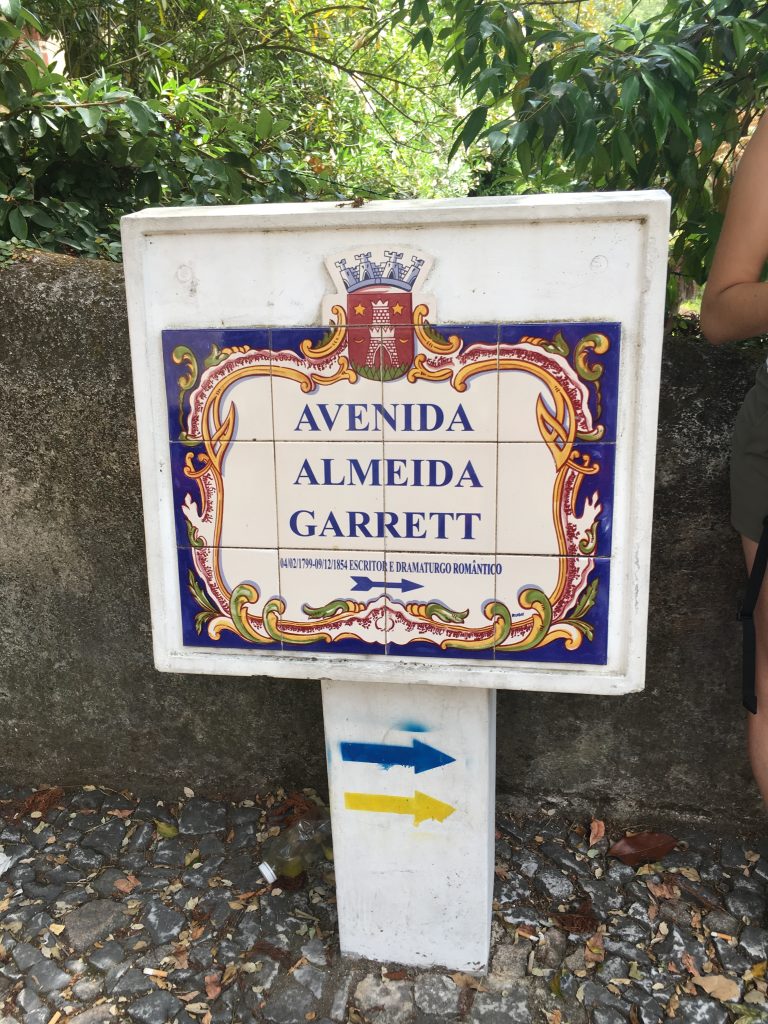 AVENIDA
ALMEIDA
GARRETT
04/02/1799-09/12/1854 ESCRITOR E DRAMATURGO ROMÂNTICO